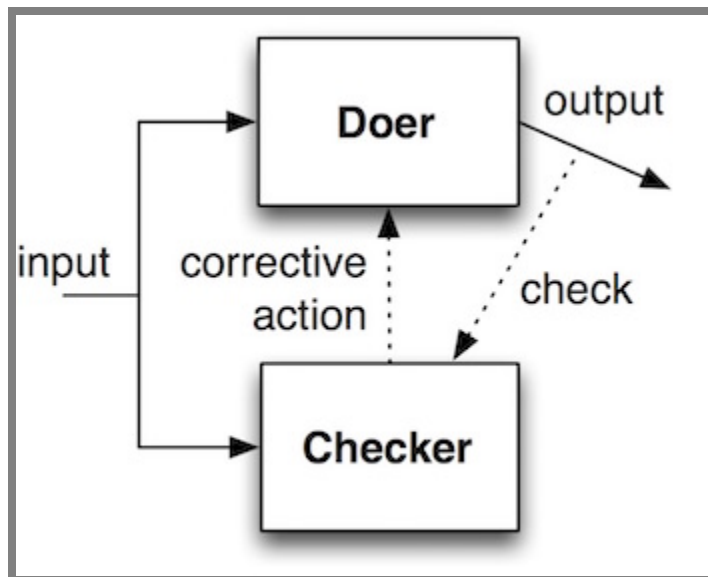 Doer
output
input
corrective
action
check
Checker